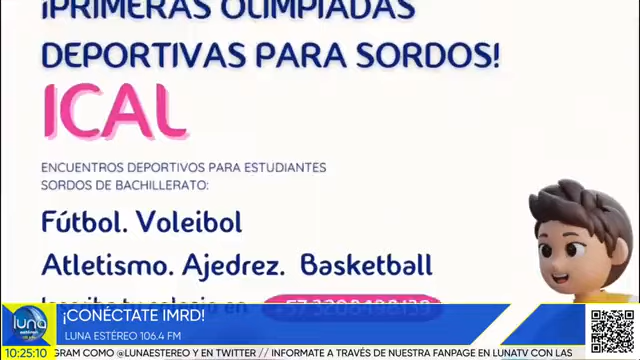 ¡PRIMERAS OLIMPIADAS
DEPORTIVAS PARA SORDOS!
ICAL
ENCUENTROS DEPORTIVOS PARA ESTUDIANTES
SORDOS DE BACHILLERATO:
Fútbol. Voleibol
Atletismo. Ajedrez. Basketball
luna
¡CONÉCTATE IMRD!
LUNA ESTÉREO 106.4 FM
10:25:10
GRAM COMO @LUNAESTEREO Y EN TWITTER // INFORMATE A TRAVÉS DE NUESTRA FANPAGE EN LUNATV CON LAS